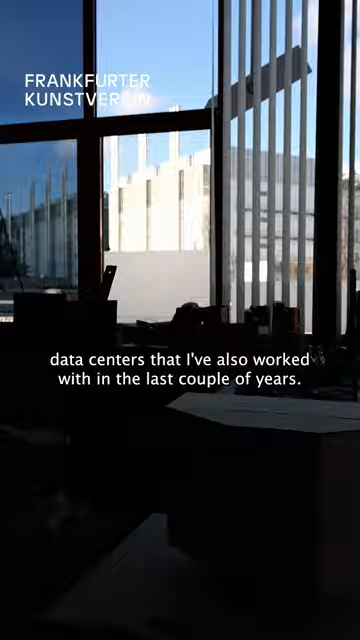 FRANKFURTER
KUNSTVEREIN
data centers that I've also worked
with in the last couple of years.